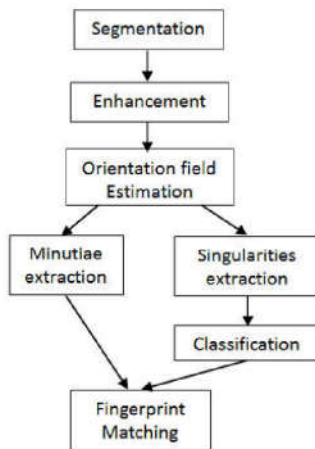 Segmentation
Enhancement
Orientation field
Estimation
Minutiae
extraction
Singularities
extraction
Classification
Fingerprint
Matching